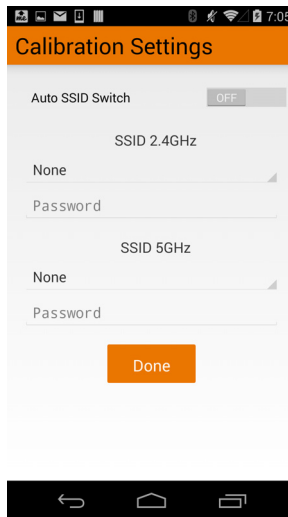 7:05
Calibration Settings
Auto SSID Switch OFF
SSID 2.4GHz
None
Password
SSID 5GHz
None
Password
Done